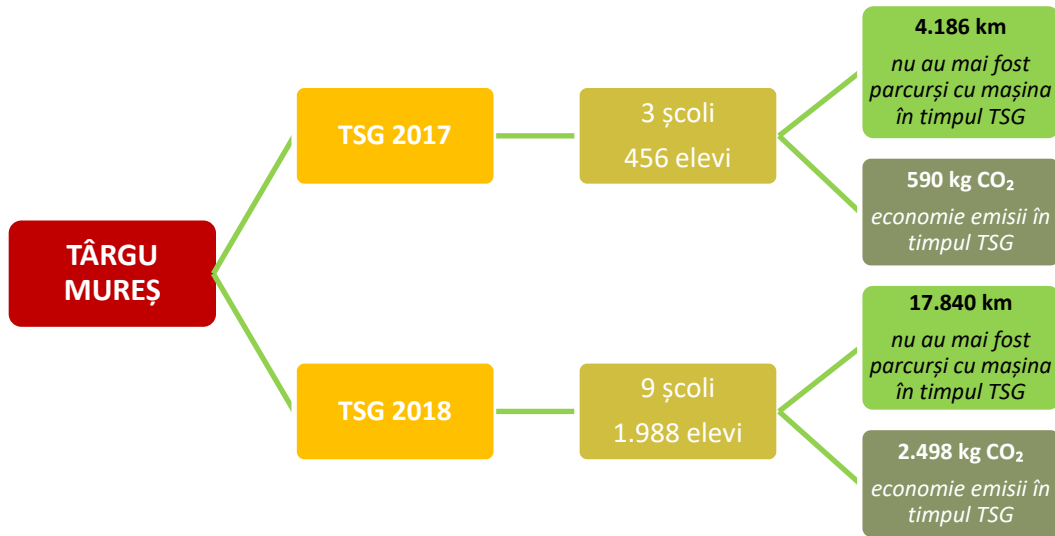 TÂRGU
MUREȘ
TSG 2017
3 școli
456 elevi
4.186 km
nu au mai fost
parcurși cu mașina
în timpul TSG
590 kg CO₂
economie emisii în
timpul TSG
TSG 2018
9 școli
1.988 elevi
17.840 km
nu au mai fost
parcurși cu mașina
în timpul TSG
2.498 kg CO₂
economie emisii în
timpul TSG